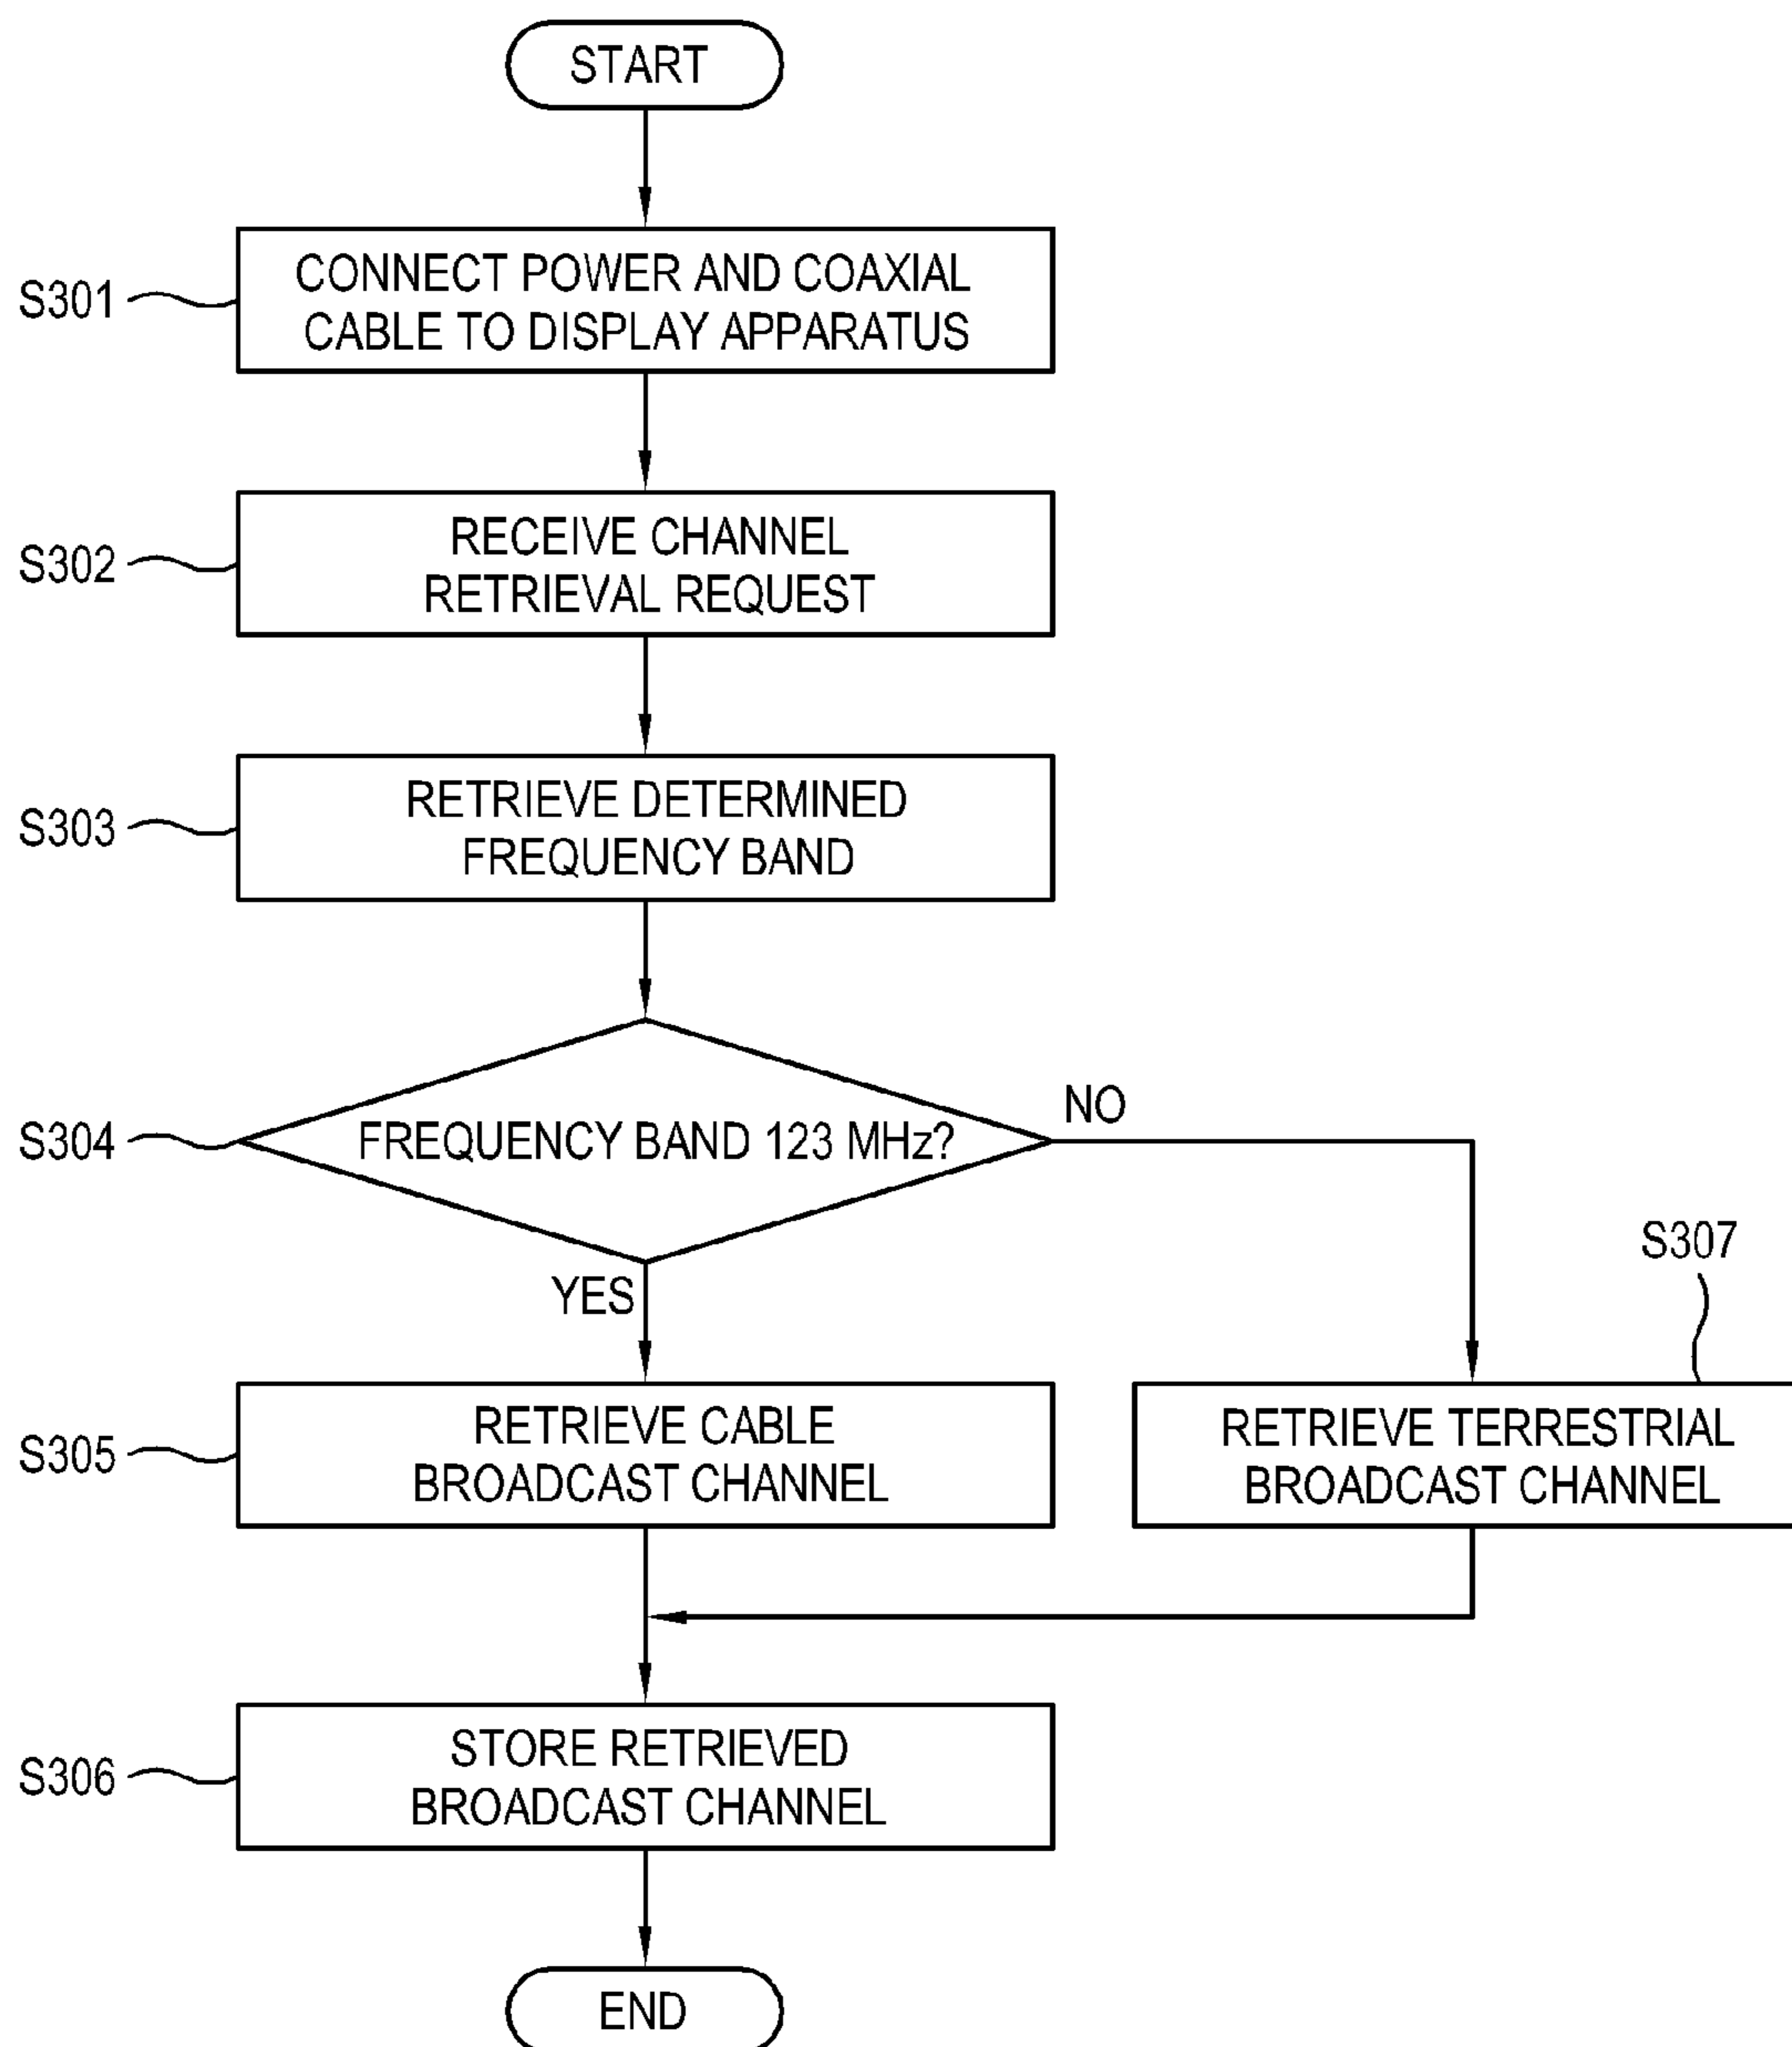 START
S301
CONNECT POWER AND COAXIAL
CABLE TO DISPLAY APPARATUS
S302
RECEIVE CHANNEL
RETRIEVAL REQUEST
S303
RETRIEVE DETERMINED
FREQUENCY BAND
S304
FREQUENCY BAND 123 MHz?
NO
YES
S305
RETRIEVE CABLE
BROADCAST CHANNEL
S307
RETRIEVE TERRESTRIAL
BROADCAST CHANNEL
S306
STORE RETRIEVED
BROADCAST CHANNEL
END